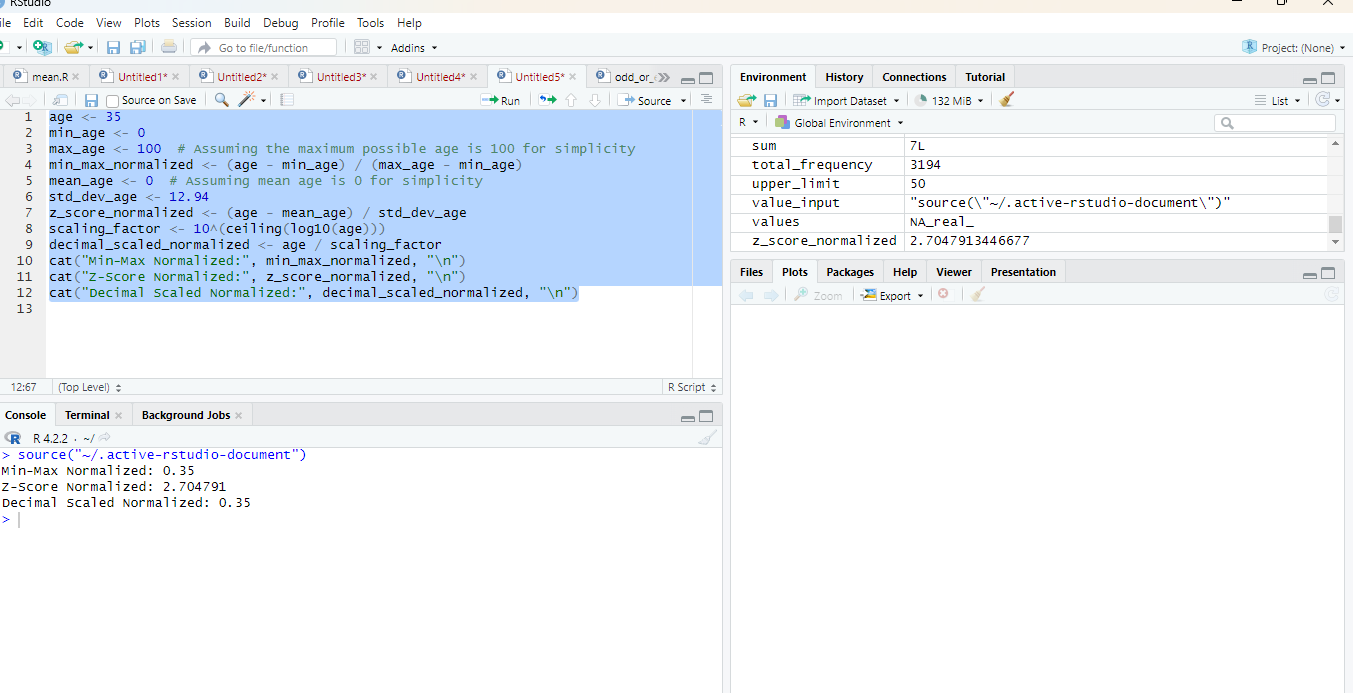 RStudio
ile Edit Code View Plots Session Build Debug Profile Tools Help
Go to file/function Addins Project: (None)
mean.R Untitled1* Untitled2* Untitled3* Untitled4* Untitled5* odd_or_
Source on Save Run Source
1 age <- 35
2 min_age <- 0
3 max_age <- 100  # Assuming the maximum possible age is 100 for simplicity
4 min_max_normalized <- (age - min_age) / (max_age - min_age)
5 mean_age <- 0  # Assuming mean age is 0 for simplicity
6 std_dev_age <- 12.94
7 z_score_normalized <- (age - mean_age) / std_dev_age
8 scaling_factor <- 10^(ceiling(log10(age)))
9 decimal_scaled_normalized <- age / scaling_factor
10 cat("Min-Max Normalized:", min_max_normalized, "\n")
11 cat("Z-Score Normalized:", z_score_normalized, "\n")
12 cat("Decimal Scaled Normalized:", decimal_scaled_normalized, "\n")
13
12:67 (Top Level) R Script
Console Terminal Background Jobs
R 4.2.2 · ~/
> source("~/.active-rstudio-document")
Min-Max Normalized: 0.35
Z-Score Normalized: 2.704791
Decimal Scaled Normalized: 0.35
>
Environment History Connections Tutorial
Import Dataset 132 MiB List
R Global Environment
sum 7L
total_frequency 3194
upper_limit 50
value_input "source(\"~/.active-rstudio-document\")"
values NA_real_
z_score_normalized 2.7047913446677
Files Plots Packages Help Viewer Presentation
Zoom Export